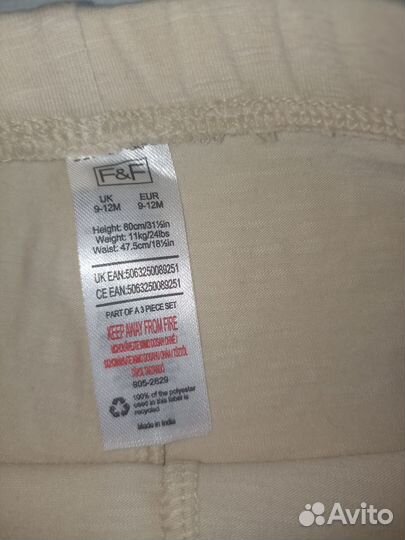 F&F
UK EUR
9-12M 9-12M
Height: 80cm/31½in
Weight: 11kg/24lbs
Waist: 47.5cm/18½in
UK EAN:5063250089251
CE EAN:5063250089251
PART OF A 3 PIECE SET
KEEP AWAY FROM FIRE
805-2829
100% of the polyester
used in this label is
recycled
Made in India
Avito